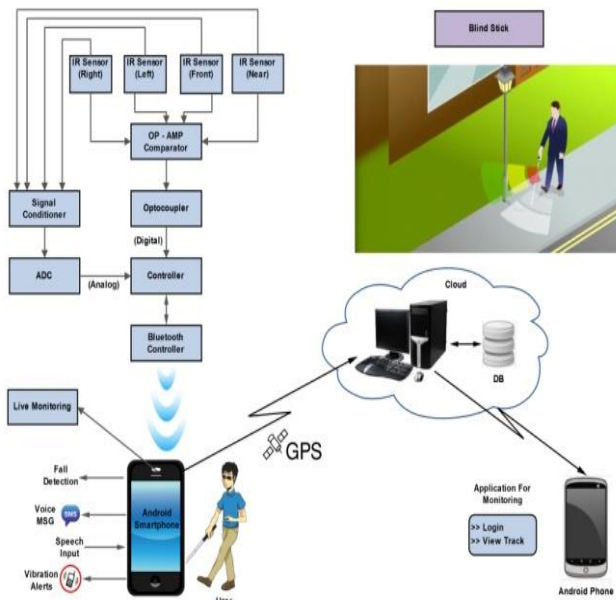 Blind Stick
IR Sensor
(Right)
IR Sensor
(Left)
IR Sensor
(Front)
IR Sensor
(Near)
OP - AMP
Comparator
Signal
Conditioner
Optocoupler
(Digital)
ADC
(Analog)
Controller
Bluetooth
Controller
Cloud
DB
Live Monitoring
GPS
Fall
Detection
Voice
MSG
SMS
Speech
Input
Vibration
Alerts
Android
Smartphone
Application For
Monitoring
>> Login
>> View Track
Android Phone